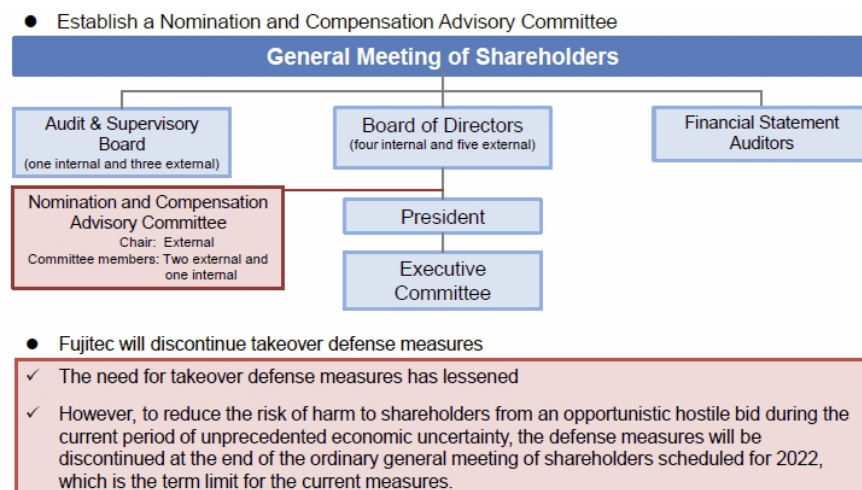 ● Establish a Nomination and Compensation Advisory Committee
General Meeting of Shareholders
Audit & Supervisory
Board
(one internal and three external)
Board of Directors
(four internal and five external)
Financial Statement
Auditors
Nomination and Compensation
Advisory Committee
Chair: External
Committee members: Two external and
one internal
President
Executive
Committee
● Fujitec will discontinue takeover defense measures
✓ The need for takeover defense measures has lessened
✓ However, to reduce the risk of harm to shareholders from an opportunistic hostile bid during the
current period of unprecedented economic uncertainty, the defense measures will be
discontinued at the end of the ordinary general meeting of shareholders scheduled for 2022,
which is the term limit for the current measures.